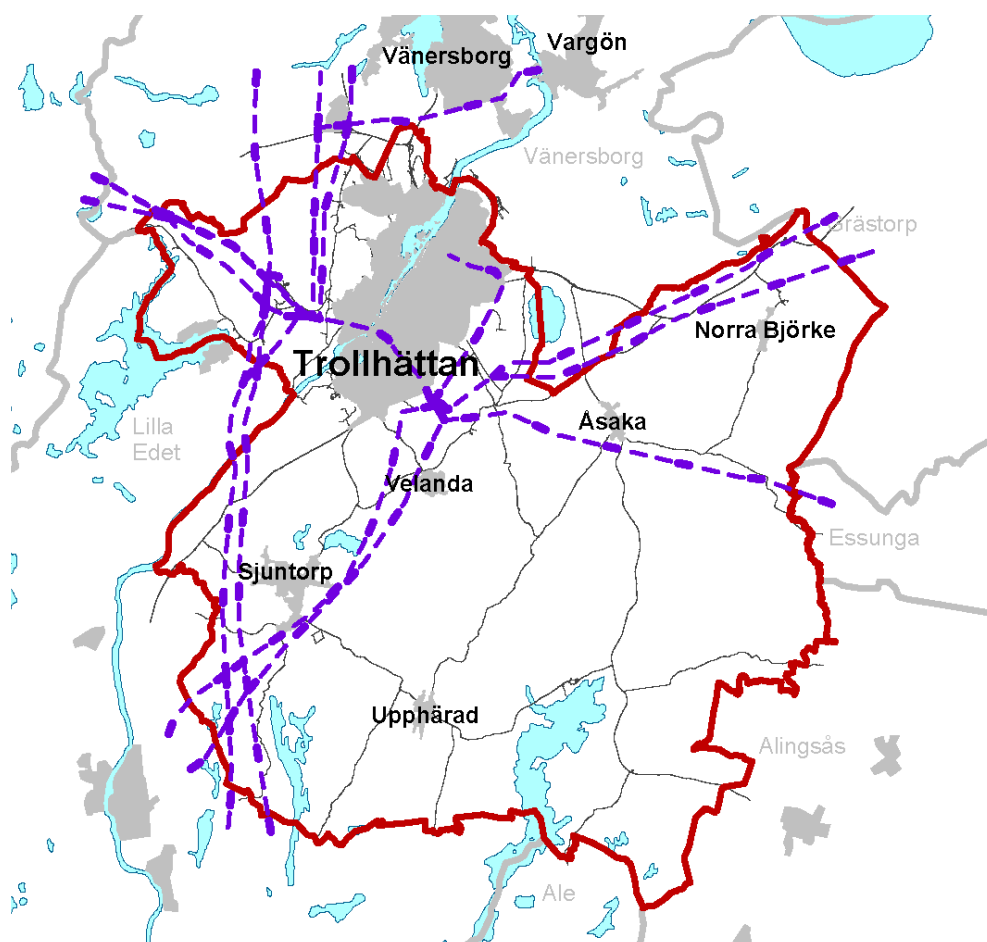 Vargön
Vänersborg
Vänersborg
Grästorp
Norra Björke
Trollhättan
Åsaka
Lilla
Edet
Velanda
Essunga
Sjuntorp
Upphärad
Alingsås
Ale